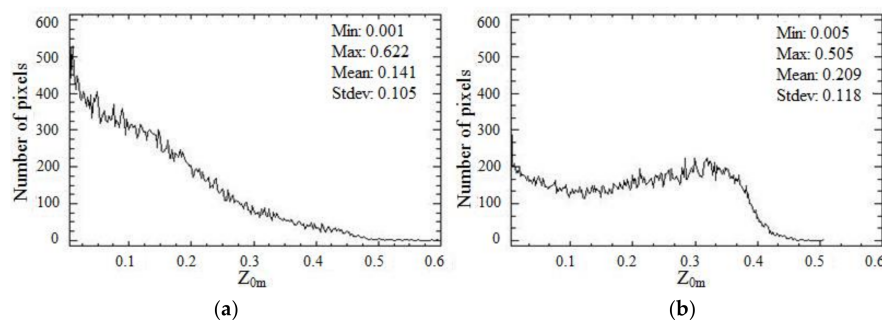 600
500
400
300
200
100
0
Number of pixels
Min: 0.001
Max: 0.622
Mean: 0.141
Stdev: 0.105
0.1 0.2 0.3 0.4 0.5 0.6
Z0m
(a)
600
500
400
300
200
100
0
Number of pixels
Min: 0.005
Max: 0.505
Mean: 0.209
Stdev: 0.118
0.1 0.2 0.3 0.4 0.5 0.6
Z0m
(b)